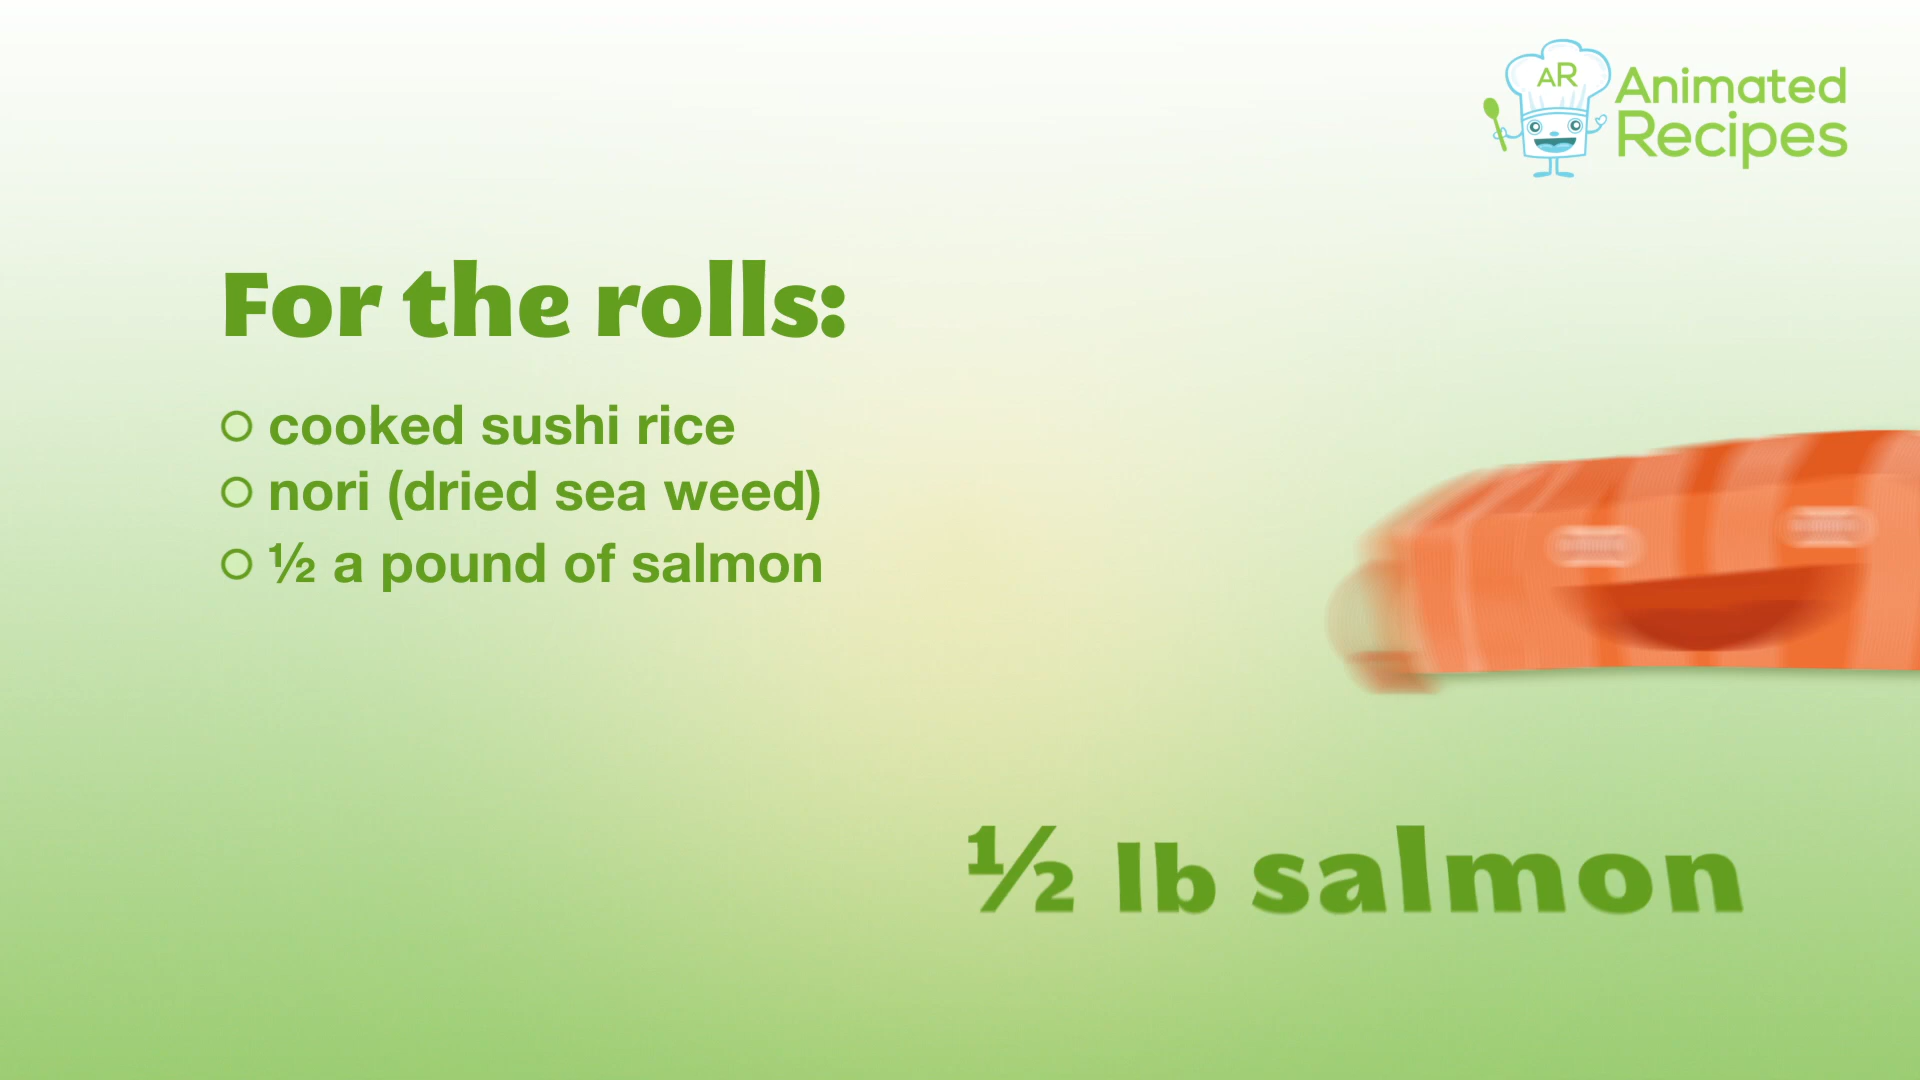 AR
Animated
Recipes
For the rolls:
cooked sushi rice
nori (dried sea weed)
½ a pound of salmon
½ lb salmon